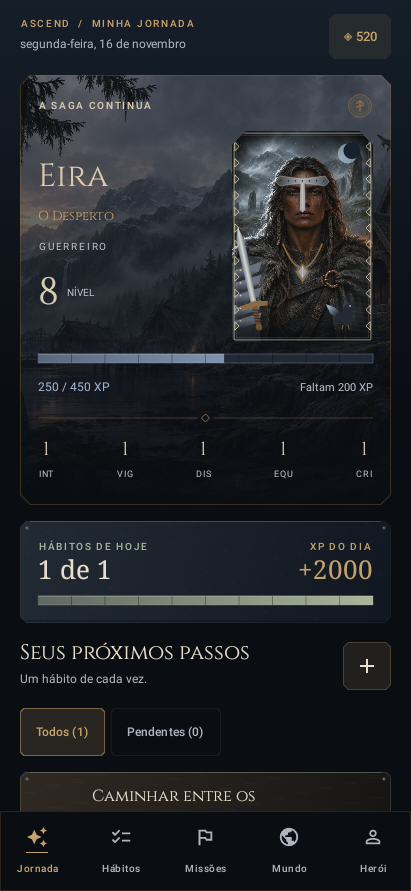 ASCEND / MINHA JORNADA
segunda-feira, 16 de novembro
520
A SAGA CONTINUA
Eira
O Desperto
GUERREIRO
8 NÍVEL
250 / 450 XP
Faltam 200 XP
1 1 1 1 1
INT VIG DIS EQU CRI
HÁBITOS DE HOJE
XP DO DIA
1 de 1
+2000
Seus próximos passos
Um hábito de cada vez.
Todos (1)
Pendentes (0)
Caminhar entre os
Jornada Hábitos Missões Mundo Herói